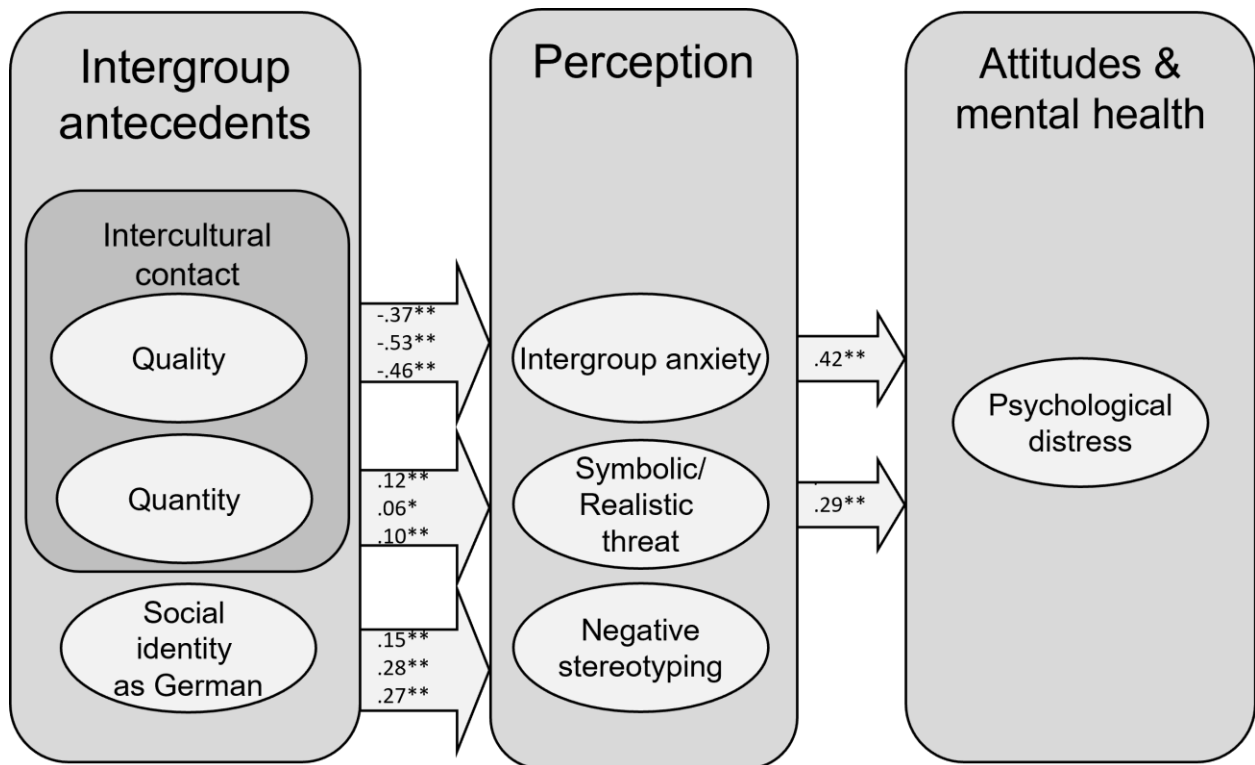 Intergroup
antecedents
Intercultural
contact
Quality
Quantity
Social
identity
as German
-.37**
-.53**
-.46**
.12**
.06*
.10**
.15**
.28**
.27**
Perception
Intergroup anxiety
Symbolic/
Realistic
threat
Negative
stereotyping
.42**
.29**
Attitudes &
mental health
Psychological
distress